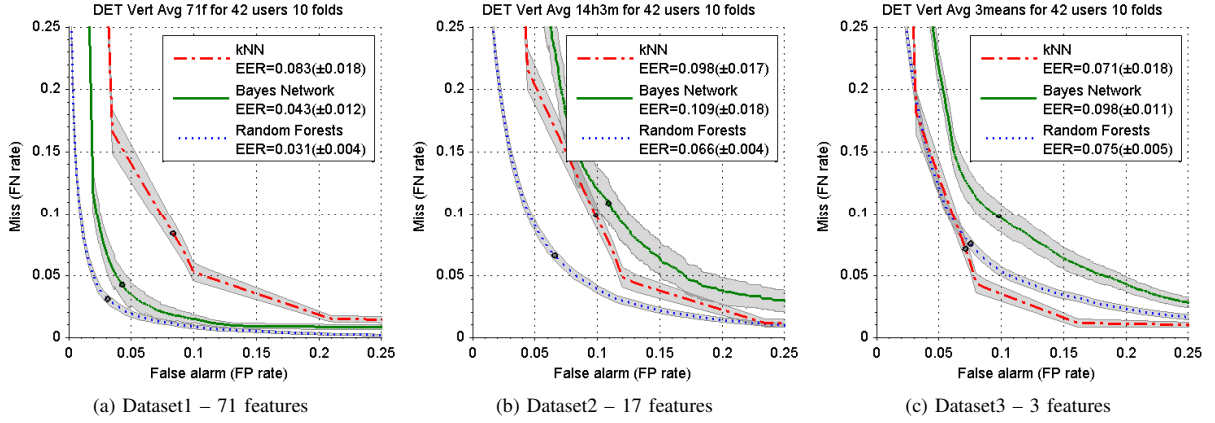 DET Vert Avg 71f for 42 users 10 folds
0.25
0.2
0.15
0.1
0.05
0
Miss (FN rate)
kNN
EER=0.083(±0.018)
Bayes Network
EER=0.043(±0.012)
Random Forests
EER=0.031(±0.004)
0 0.05 0.1 0.15 0.2 0.25
False alarm (FP rate)
(a) Dataset1 – 71 features
DET Vert Avg 14h3m for 42 users 10 folds
0.25
0.2
0.15
0.1
0.05
0
Miss (FN rate)
kNN
EER=0.098(±0.017)
Bayes Network
EER=0.109(±0.018)
Random Forests
EER=0.066(±0.004)
0 0.05 0.1 0.15 0.2 0.25
False alarm (FP rate)
(b) Dataset2 – 17 features
DET Vert Avg 3means for 42 users 10 folds
0.25
0.2
0.15
0.1
0.05
0
Miss (FN rate)
kNN
EER=0.071(±0.018)
Bayes Network
EER=0.098(±0.011)
Random Forests
EER=0.075(±0.005)
0 0.05 0.1 0.15 0.2 0.25
False alarm (FP rate)
(c) Dataset3 – 3 features